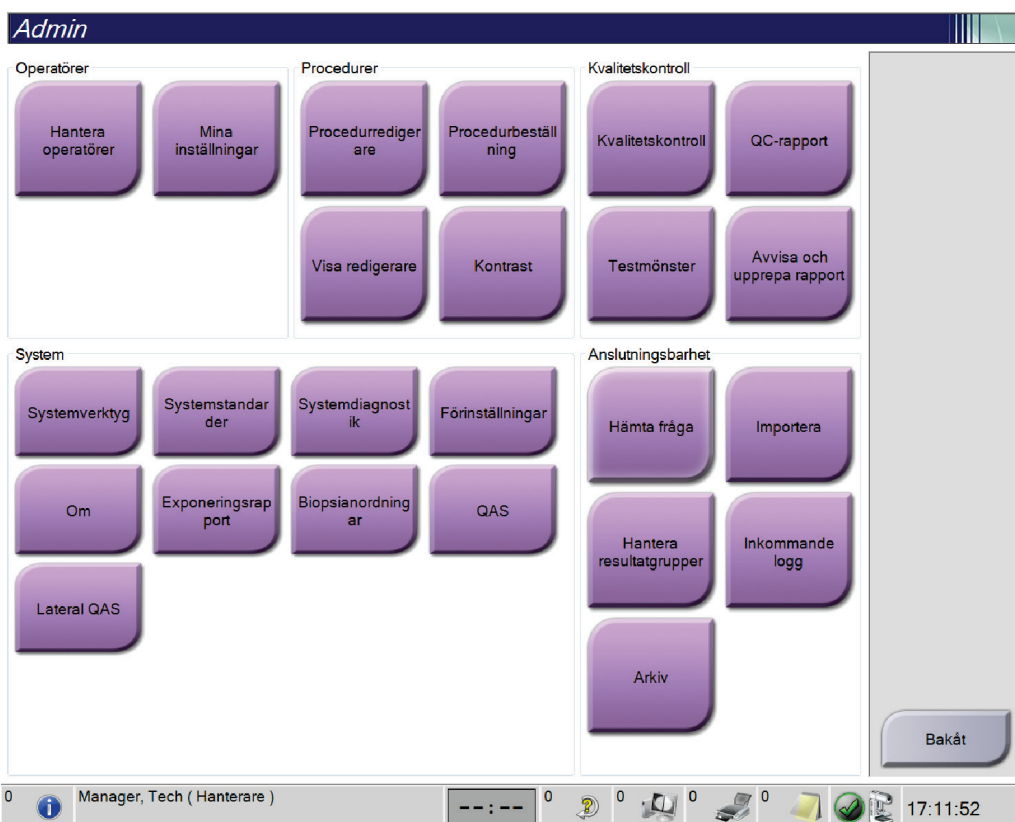 Admin
Operatörer
Hantera
operatörer
Mina
inställningar
Procedurer
Procedurrediger
are
Procedurbeställ
ning
Visa redigerare
Kontrast
Kvalitetskontroll
Kvalitetskontroll
QC-rapport
Testmönster
Avvisa och
upprepa rapport
System
Systemverktyg
Systemstandar
der
Systemdiagnost
ik
Förinställningar
Om
Exponeringsrap
port
Biopsianordning
ar
QAS
Lateral QAS
Anslutningsbarhet
Hämta fråga
Importera
Hantera
resultatgrupper
Inkommande
logg
Arkiv
Bakåt
0
Manager, Tech ( Hanterare )
--:--
0
0
0
0
17:11:52